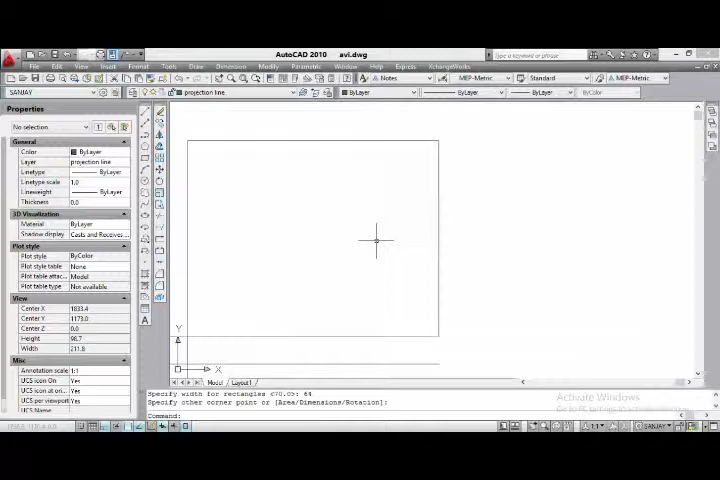 AutoCAD 2010 avi.dwg
Type a keyword or phrase
File Edit View Insert Format Tools Draw Dimension Modify Parametric Window Help Express XchangeWorks
Notes MEP-Metric Standard MEP-Metric
SANJAY projection line ByLayer ByLayer ByLayer ByColor
Properties
No selection
General
Color ByLayer
Layer projection line
Linetype ByLayer
Linetype scale 1.0
Lineweight ByLayer
Thickness 0.0
3D Visualization
Material ByLayer
Shadow display Casts and Receives ...
Plot style
Plot style ByColor
Plot style table None
Plot table attac... Model
Plot table type Not available
View
Center X 1833.4
Center Y 1173.0
Center Z 0.0
Height 98.7
Width 211.8
Misc
Annotation scale 1:1
UCS icon On Yes
UCS icon at ori... Yes
UCS per viewport Yes
UCS Name
Y
X
A
Model Layout1
Specify width for rectangles <70.0>: 64
Specify other corner point or [Area/Dimensions/Rotation]:
Command:
Activate Windows
Go to PC settings to activate Windows.
1:1 SANJAY